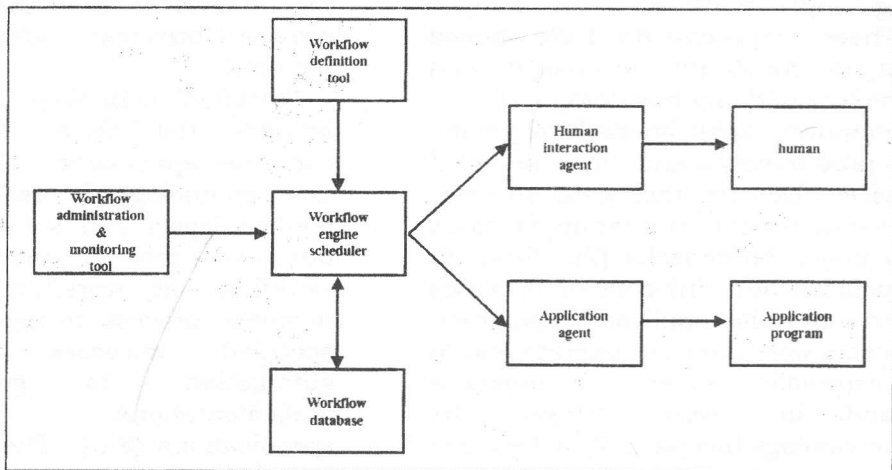 Workflow
definition
tool
Human
interaction
agent
human
Workflow
administration
&
monitoring
tool
Workflow
engine
scheduler
Application
agent
Application
program
Workflow
database